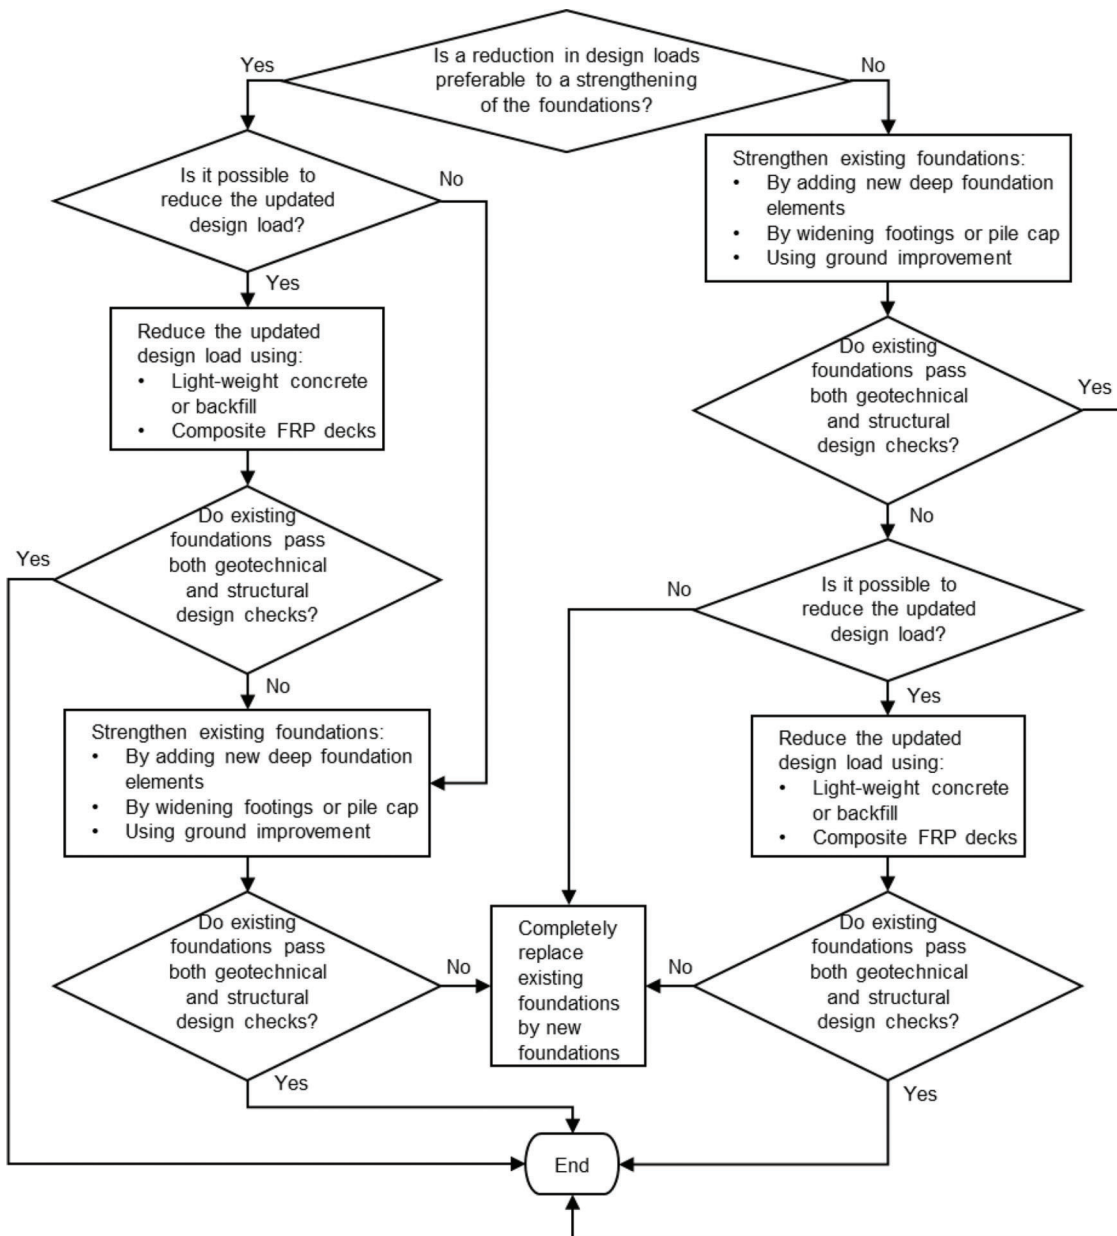 Is a reduction in design loads
preferable to a strengthening
of the foundations?
Yes
No
Is it possible to
reduce the updated
design load?
No
Yes
Reduce the updated
design load using:
• Light-weight concrete
or backfill
• Composite FRP decks
Do existing
foundations pass
both geotechnical
and structural
design checks?
Yes
No
Strengthen existing foundations:
• By adding new deep foundation
elements
• By widening footings or pile cap
• Using ground improvement
Do existing
foundations pass
both geotechnical
and structural
design checks?
No
Yes
Strengthen existing foundations:
• By adding new deep foundation
elements
• By widening footings or pile cap
• Using ground improvement
Do existing
foundations pass
both geotechnical
and structural
design checks?
Yes
No
Is it possible to
reduce the updated
design load?
No
Yes
Reduce the updated
design load using:
• Light-weight concrete
or backfill
• Composite FRP decks
Do existing
foundations pass
both geotechnical
and structural
design checks?
No
Yes
Completely
replace
existing
foundations
by new
foundations
End